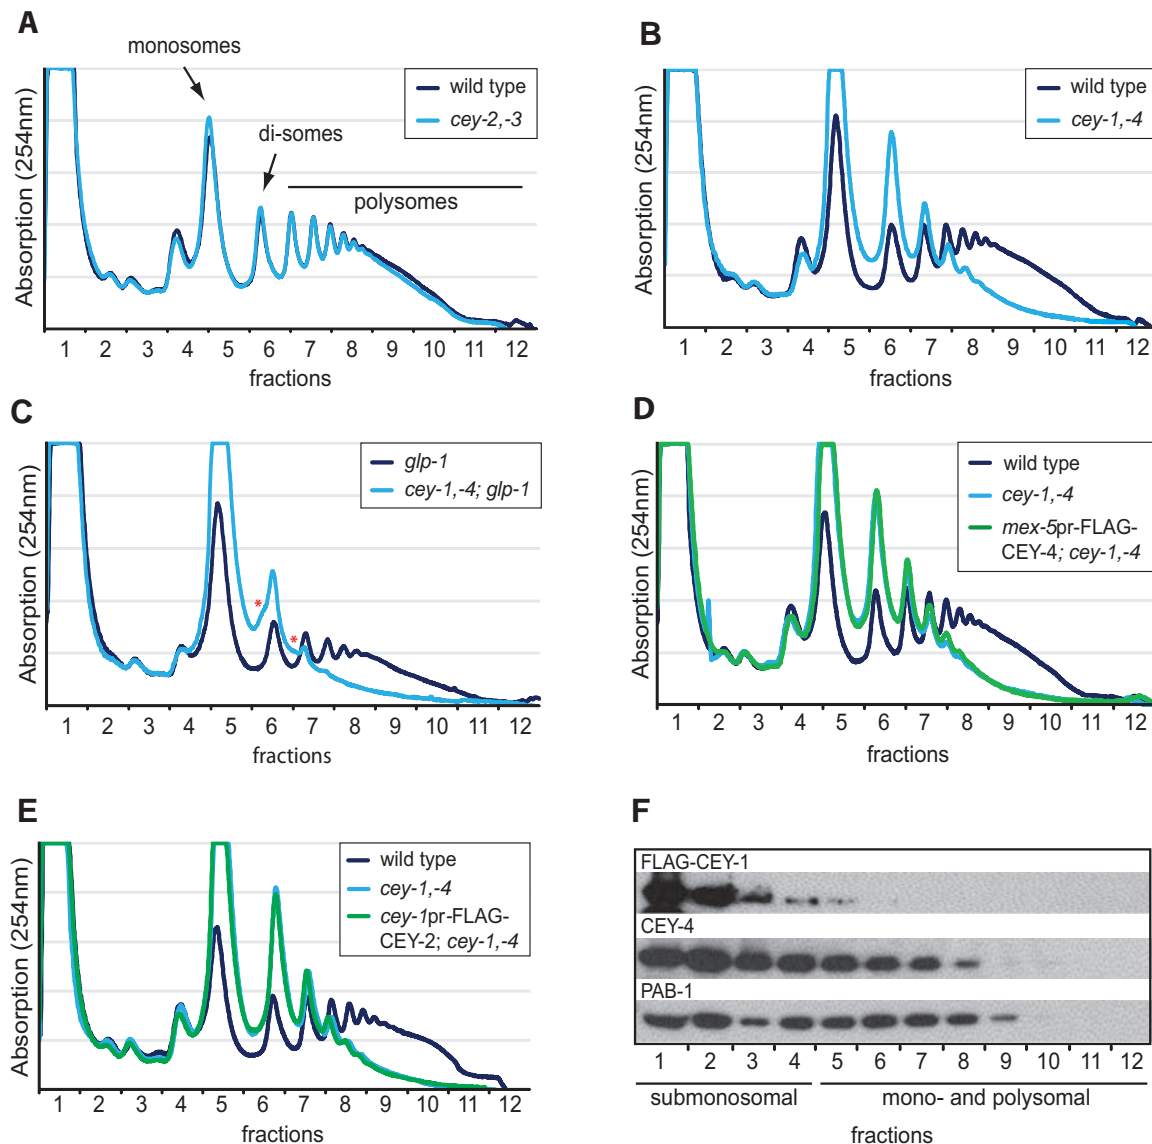 A
monosomes
di-somes
polysomes
wild type
cey-2,-3
Absorption (254nm)
1 2 3 4 5 6 7 8 9 10 11 12
fractions
B
wild type
cey-1,-4
Absorption (254nm)
1 2 3 4 5 6 7 8 9 10 11 12
fractions
C
glp-1
cey-1,-4; glp-1
*
*
Absorption (254nm)
1 2 3 4 5 6 7 8 9 10 11 12
fractions
D
wild type
cey-1,-4
mex-5pr-FLAG-
CEY-4; cey-1,-4
Absorption (254nm)
1 2 3 4 5 6 7 8 9 10 11 12
fractions
E
wild type
cey-1,-4
cey-1pr-FLAG-
CEY-2; cey-1,-4
Absorption (254nm)
1 2 3 4 5 6 7 8 9 10 11 12
fractions
F
FLAG-CEY-1
CEY-4
PAB-1
1 2 3 4 5 6 7 8 9 10 11 12
submonosomal mono- and polysomal
fractions